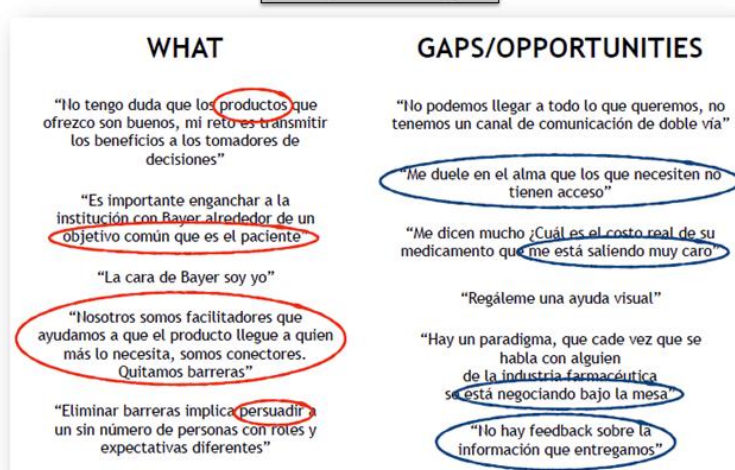 WHAT
“No tengo duda que los productos que
ofrezco son buenos, mi reto es transmitir
los beneficios a los tomadores de
decisiones”
“Es importante enganchar a la
institución con Bayer alrededor de un
objetivo común que es el paciente”
“La cara de Bayer soy yo”
“Nosotros somos facilitadores que
ayudamos a que el producto llegue a quien
más lo necesita, somos conectores.
Quitamos barreras”
“Eliminar barreras implica persuadir a
un sin número de personas con roles y
expectativas diferentes”
GAPS/OPPORTUNITIES
“No podemos llegar a todo lo que queremos, no
tenemos un canal de comunicación de doble vía”
“Me duele en el alma que los que necesiten no
tienen acceso”
“Me dicen mucho ¿Cuál es el costo real de su
medicamento que me está saliendo muy caro”
“Regáleme una ayuda visual”
“Hay un paradigma, que cade vez que se
habla con alguien
de la industria farmacéutica
se está negociando bajo la mesa”
“No hay feedback sobre la
información que entregamos”